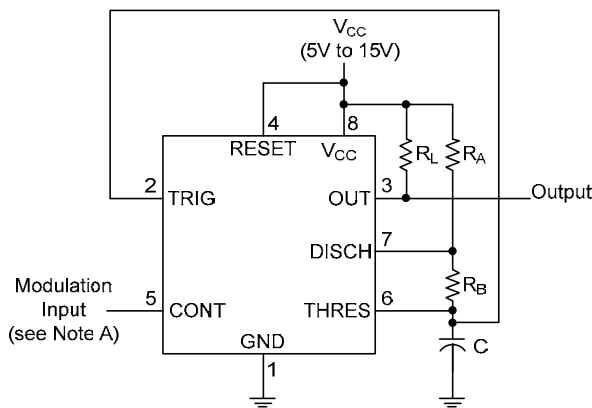 V_CC
(5V to 15V)
4
8
RESET
V_CC
R_L
R_A
2
3
TRIG
OUT
Output
7
DISCH
Modulation
Input
(see Note A)
R_B
5
6
CONT
THRES
GND
C
1